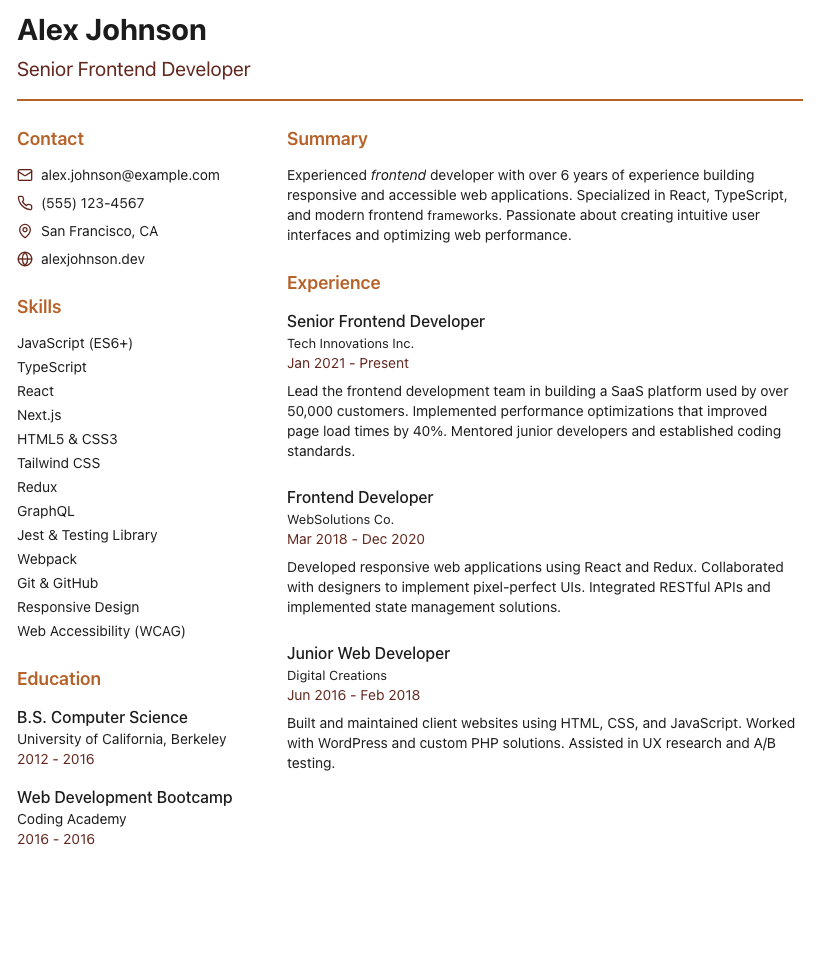 Alex Johnson
Senior Frontend Developer
Contact
alex.johnson@example.com
(555) 123-4567
San Francisco, CA
alexjohnson.dev
Skills
JavaScript (ES6+)
TypeScript
React
Next.js
HTML5 & CSS3
Tailwind CSS
Redux
GraphQL
Jest & Testing Library
Webpack
Git & GitHub
Responsive Design
Web Accessibility (WCAG)
Education
B.S. Computer Science
University of California, Berkeley
2012 - 2016
Web Development Bootcamp
Coding Academy
2016 - 2016
Summary
Experienced frontend developer with over 6 years of experience building
responsive and accessible web applications. Specialized in React, TypeScript,
and modern frontend frameworks. Passionate about creating intuitive user
interfaces and optimizing web performance.
Experience
Senior Frontend Developer
Tech Innovations Inc.
Jan 2021 - Present
Lead the frontend development team in building a SaaS platform used by over
50,000 customers. Implemented performance optimizations that improved
page load times by 40%. Mentored junior developers and established coding
standards.
Frontend Developer
WebSolutions Co.
Mar 2018 - Dec 2020
Developed responsive web applications using React and Redux. Collaborated
with designers to implement pixel-perfect UIs. Integrated RESTful APIs and
implemented state management solutions.
Junior Web Developer
Digital Creations
Jun 2016 - Feb 2018
Built and maintained client websites using HTML, CSS, and JavaScript. Worked
with WordPress and custom PHP solutions. Assisted in UX research and A/B
testing.